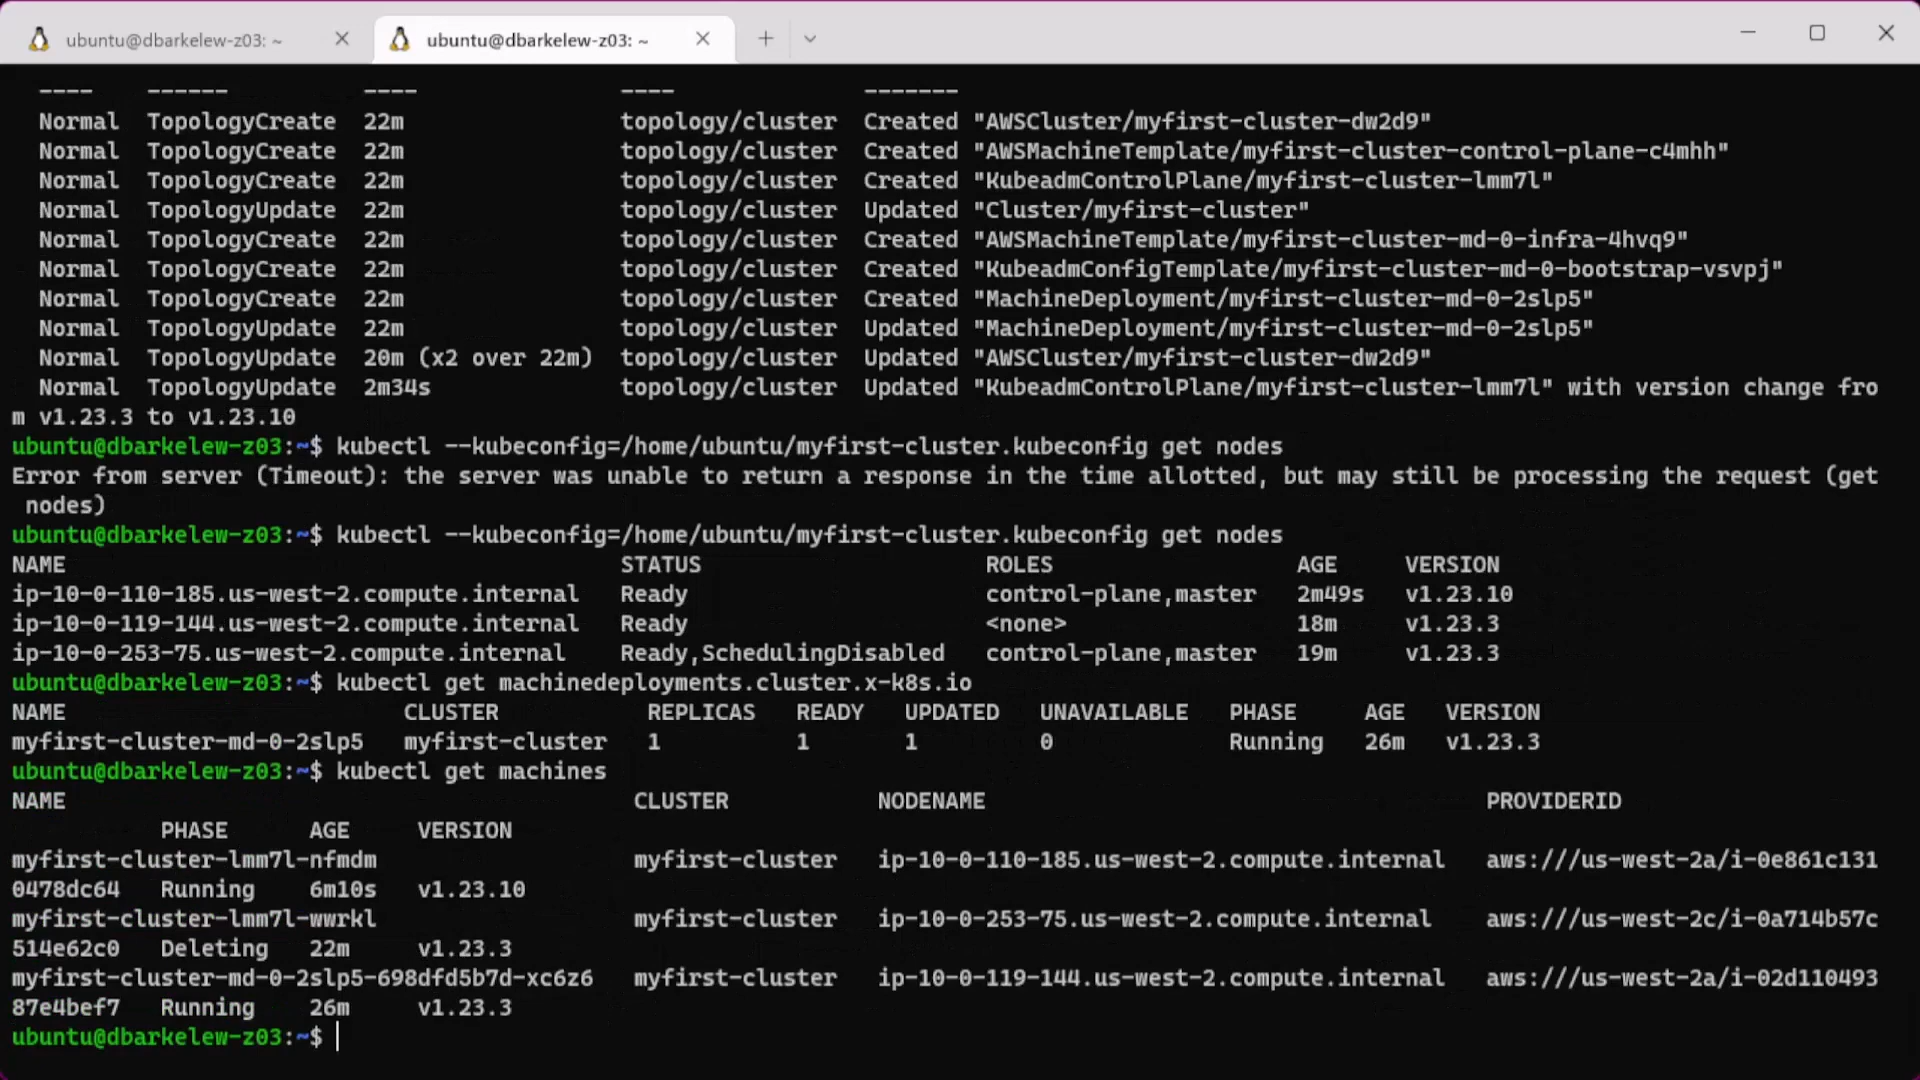 ubuntu@dbarkelew-z03: ~
ubuntu@dbarkelew-z03: ~
----    ------          ----               ----              -------
Normal  TopologyCreate  22m                topology/cluster  Created "AWSCluster/myfirst-cluster-dw2d9"
Normal  TopologyCreate  22m                topology/cluster  Created "AWSMachineTemplate/myfirst-cluster-control-plane-c4mhh"
Normal  TopologyCreate  22m                topology/cluster  Created "KubeadmControlPlane/myfirst-cluster-lmm7l"
Normal  TopologyUpdate  22m                topology/cluster  Updated "Cluster/myfirst-cluster"
Normal  TopologyCreate  22m                topology/cluster  Created "AWSMachineTemplate/myfirst-cluster-md-0-infra-4hvq9"
Normal  TopologyCreate  22m                topology/cluster  Created "KubeadmConfigTemplate/myfirst-cluster-md-0-bootstrap-vsvpj"
Normal  TopologyCreate  22m                topology/cluster  Created "MachineDeployment/myfirst-cluster-md-0-2slp5"
Normal  TopologyUpdate  22m                topology/cluster  Updated "MachineDeployment/myfirst-cluster-md-0-2slp5"
Normal  TopologyUpdate  20m (x2 over 22m)  topology/cluster  Updated "AWSCluster/myfirst-cluster-dw2d9"
Normal  TopologyUpdate  2m34s              topology/cluster  Updated "KubeadmControlPlane/myfirst-cluster-lmm7l" with version change fro
m v1.23.3 to v1.23.10
ubuntu@dbarkelew-z03:~$ kubectl --kubeconfig=/home/ubuntu/myfirst-cluster.kubeconfig get nodes
Error from server (Timeout): the server was unable to return a response in the time allotted, but may still be processing the request (get
nodes)
ubuntu@dbarkelew-z03:~$ kubectl --kubeconfig=/home/ubuntu/myfirst-cluster.kubeconfig get nodes
NAME                                         STATUS                     ROLES                  AGE     VERSION
ip-10-0-110-185.us-west-2.compute.internal   Ready                      control-plane,master   2m49s   v1.23.10
ip-10-0-119-144.us-west-2.compute.internal   Ready                      <none>                 18m     v1.23.3
ip-10-0-253-75.us-west-2.compute.internal    Ready,SchedulingDisabled   control-plane,master   19m     v1.23.3
ubuntu@dbarkelew-z03:~$ kubectl get machinedeployments.cluster.x-k8s.io
NAME                         CLUSTER           REPLICAS   READY   UPDATED   UNAVAILABLE   PHASE     AGE   VERSION
myfirst-cluster-md-0-2slp5   myfirst-cluster   1          1       1         0             Running   26m   v1.23.3
ubuntu@dbarkelew-z03:~$ kubectl get machines
NAME                                          CLUSTER           NODENAME                                     PROVIDERID
PHASE     AGE     VERSION
myfirst-cluster-lmm7l-nfmdm                   myfirst-cluster   ip-10-0-110-185.us-west-2.compute.internal   aws:///us-west-2a/i-0e861c131
0478dc64   Running    6m10s   v1.23.10
myfirst-cluster-lmm7l-wwrkl                   myfirst-cluster   ip-10-0-253-75.us-west-2.compute.internal    aws:///us-west-2c/i-0a714b57c
514e62c0   Deleting   22m     v1.23.3
myfirst-cluster-md-0-2slp5-698dfd5b7d-xc6z6   myfirst-cluster   ip-10-0-119-144.us-west-2.compute.internal   aws:///us-west-2a/i-02d110493
87e4bef7   Running    26m     v1.23.3
ubuntu@dbarkelew-z03:~$